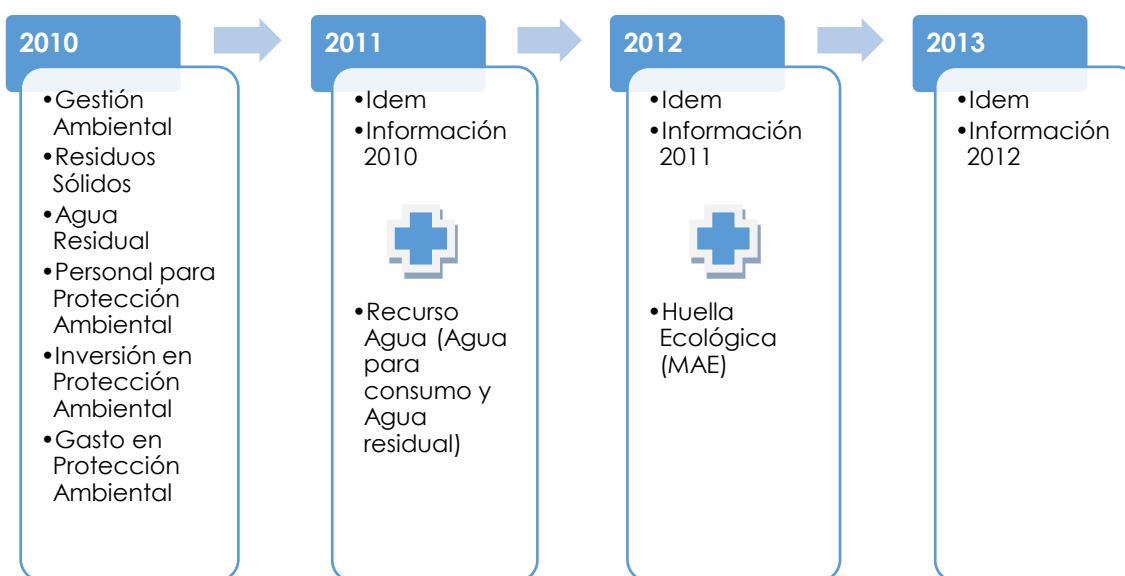 2010
•Gestión
Ambiental
•Residuos
Sólidos
•Agua
Residual
•Personal para
Protección
Ambiental
•Inversión en
Protección
Ambiental
•Gasto en
Protección
Ambiental
2011
•Idem
•Información
2010
•Recurso
Agua (Agua
para
consumo y
Agua
residual)
2012
•Idem
•Información
2011
•Huella
Ecológica
(MAE)
2013
•Idem
•Información
2012